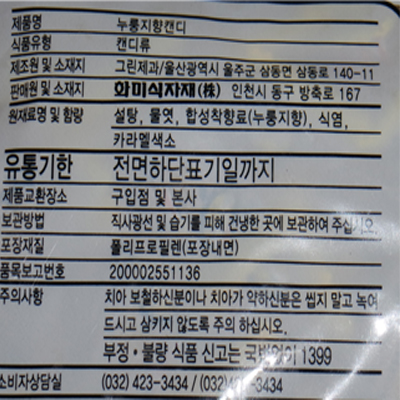 제품명 누룽지향캔디
식품유형 캔디류
제조원 및 소재지 그린제과/울산광역시 울주군 삼동면 삼동로 140-11
판매원 및 소재지 화미식자재(株) 인천시 동구 방축로 167
원재료명 및 함량 설탕, 물엿, 합성착향료(누룽지향), 식염,
카라멜색소
유통기한 전면하단표기일까지
제품교환장소 구입점 및 본사
보관방법 직사광선 및 습기를 피해 건냉한 곳에 보관하여 주십시오
포장재질 폴리프로필렌(포장내면)
품목보고번호 200002551136
주의사항 치아 보철하신분이나 치아가 약하신분은 씹지 말고 녹여
드시고 삼키지 않도록 주의 하십시오.
부정·불량 식품 신고는 국번없이 1399
소비자상담실 (032) 423-3434 / (032) 3434